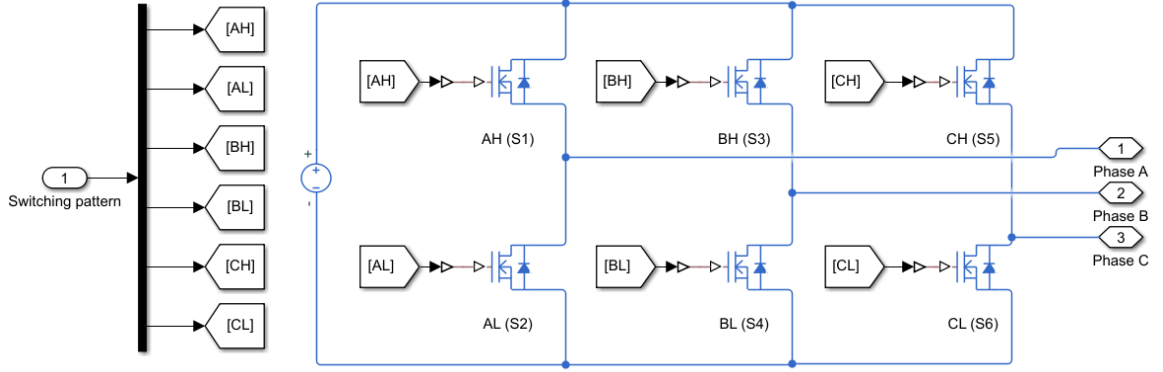 [AH]
[AL]
[BH]
[BL]
[CH]
[CL]
1
Switching pattern
+
+
−
-
[AH]
[BH]
[CH]
AH (S1)
BH (S3)
CH (S5)
1
Phase A
2
Phase B
3
Phase C
[AL]
[BL]
[CL]
AL (S2)
BL (S4)
CL (S6)